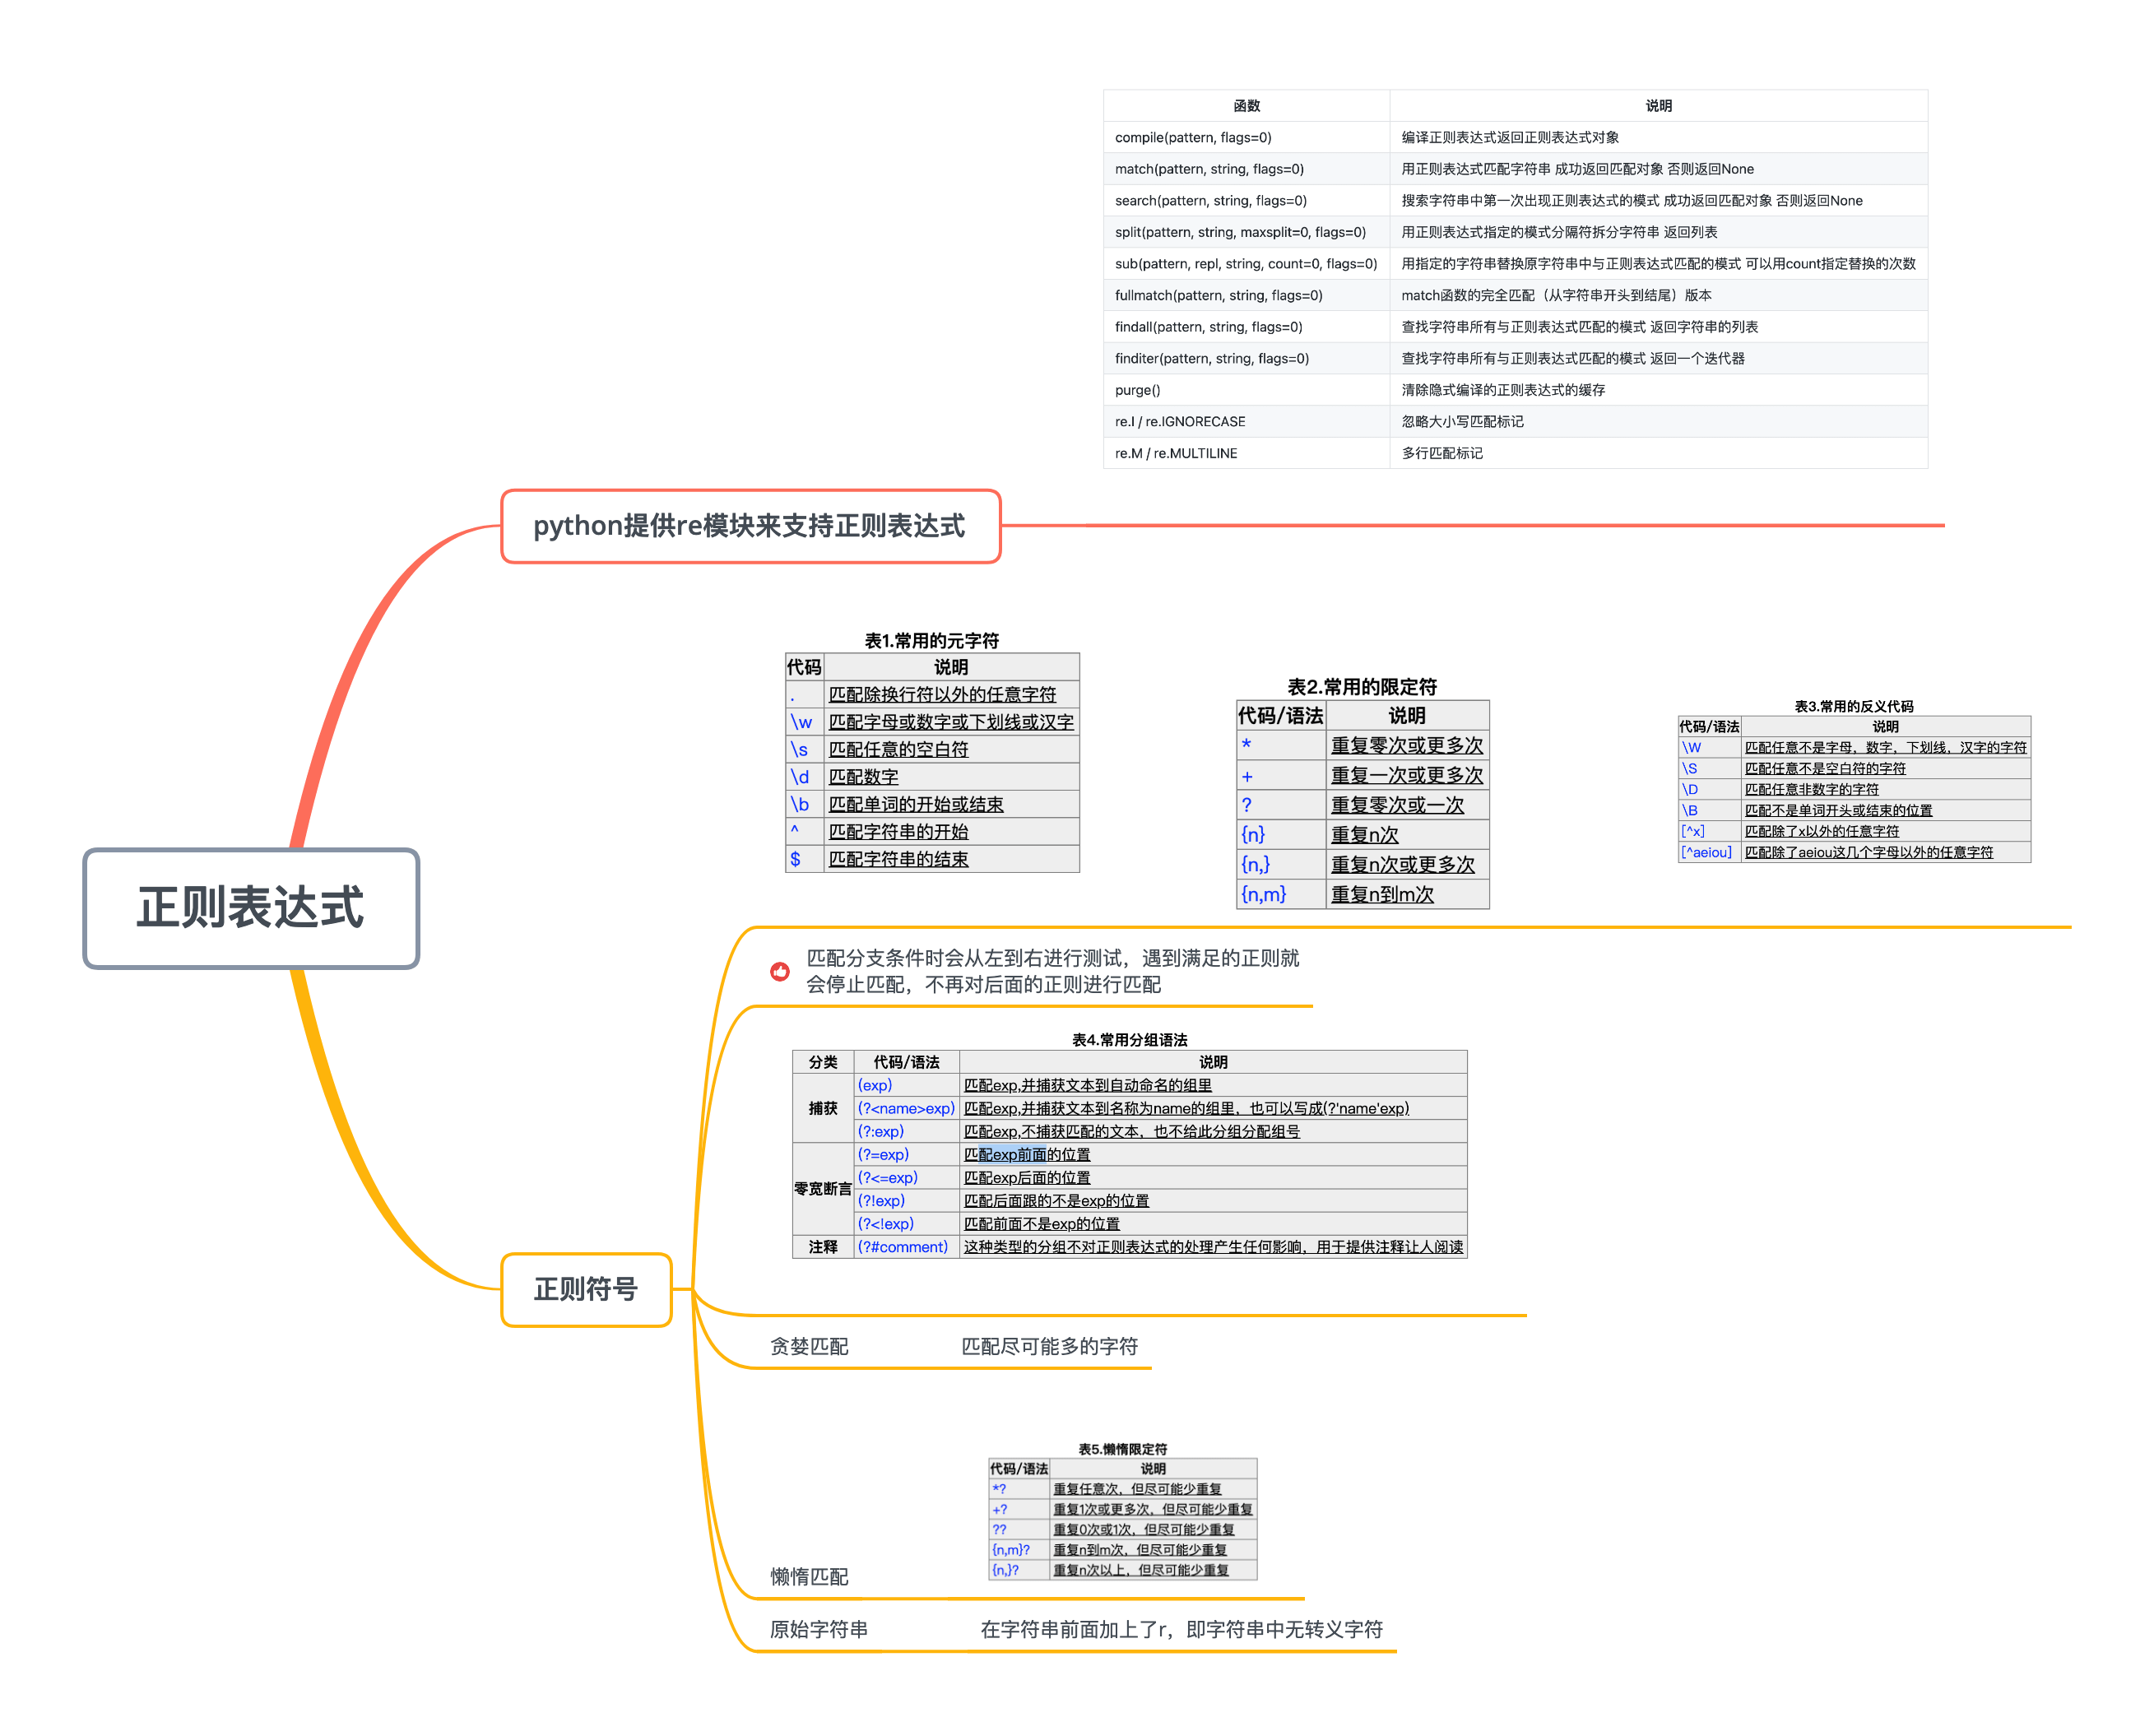 函数 说明
compile(pattern, flags=0) 编译正则表达式返回正则表达式对象
match(pattern, string, flags=0) 用正则表达式匹配字符串 成功返回匹配对象 否则返回None
search(pattern, string, flags=0) 搜索字符串中第一次出现正则表达式的模式 成功返回匹配对象 否则返回None
split(pattern, string, maxsplit=0, flags=0) 用正则表达式指定的模式分隔符拆分字符串 返回列表
sub(pattern, repl, string, count=0, flags=0) 用指定的字符串替换原字符串中与正则表达式匹配的模式 可以用count指定替换的次数
fullmatch(pattern, string, flags=0) match函数的完全匹配（从字符串开头到结尾）版本
findall(pattern, string, flags=0) 查找字符串所有与正则表达式匹配的模式 返回字符串的列表
finditer(pattern, string, flags=0) 查找字符串所有与正则表达式匹配的模式 返回一个迭代器
purge() 清除隐式编译的正则表达式的缓存
re.I / re.IGNORECASE 忽略大小写匹配标记
re.M / re.MULTILINE 多行匹配标记
python提供re模块来支持正则表达式
正则表达式
表1.常用的元字符
代码 说明
. 匹配除换行符以外的任意字符
\w 匹配字母或数字或下划线或汉字
\s 匹配任意的空白符
\d 匹配数字
\b 匹配单词的开始或结束
^ 匹配字符串的开始
$ 匹配字符串的结束
表2.常用的限定符
代码/语法 说明
* 重复零次或更多次
+ 重复一次或更多次
? 重复零次或一次
{n} 重复n次
{n,} 重复n次或更多次
{n,m} 重复n到m次
表3.常用的反义代码
代码/语法 说明
\W 匹配任意不是字母，数字，下划线，汉字的字符
\S 匹配任意不是空白符的字符
\D 匹配任意非数字的字符
\B 匹配不是单词开头或结束的位置
[^x] 匹配除了x以外的任意字符
[^aeiou] 匹配除了aeiou这几个字母以外的任意字符
匹配分支条件时会从左到右进行测试，遇到满足的正则就
会停止匹配，不再对后面的正则进行匹配
表4.常用分组语法
分类 代码/语法 说明
捕获
(exp) 匹配exp,并捕获文本到自动命名的组里
(?<name>exp) 匹配exp,并捕获文本到名称为name的组里，也可以写成(?'name'exp)
(?:exp) 匹配exp,不捕获匹配的文本，也不给此分组分配组号
零宽断言
(?=exp) 匹配exp前面的位置
(?<=exp) 匹配exp后面的位置
(?!exp) 匹配后面跟的不是exp的位置
(?<!exp) 匹配前面不是exp的位置
注释 (?#comment) 这种类型的分组不对正则表达式的处理产生任何影响，用于提供注释让人阅读
正则符号
贪婪匹配 匹配尽可能多的字符
表5.懒惰限定符
代码/语法 说明
*? 重复任意次，但尽可能少重复
+? 重复1次或更多次，但尽可能少重复
?? 重复0次或1次，但尽可能少重复
{n,m}? 重复n到m次，但尽可能少重复
{n,}? 重复n次以上，但尽可能少重复
懒惰匹配
原始字符串 在字符串前面加上了r，即字符串中无转义字符